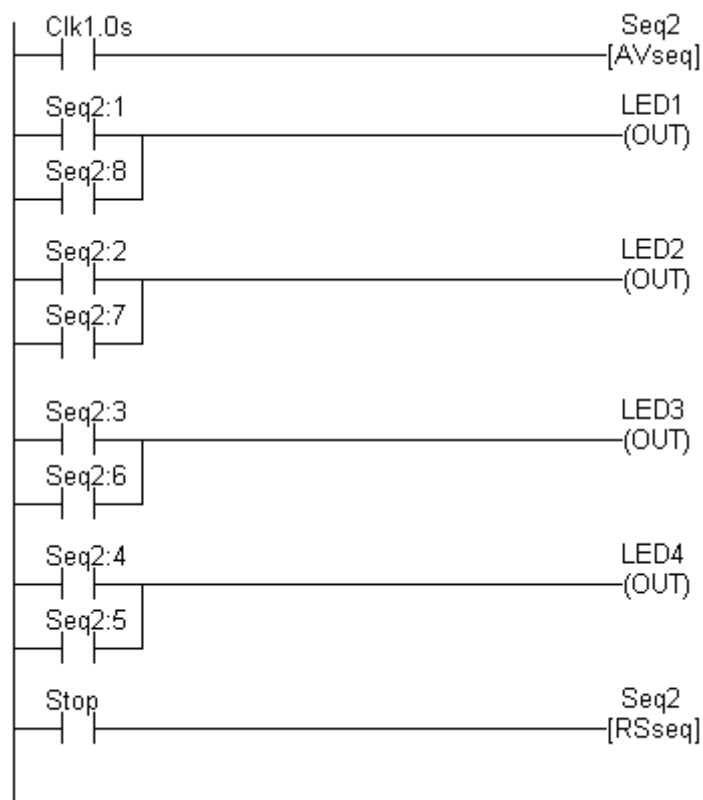 Clk1.0s Seq2
[AVseq]
Seq2:1 LED1
(OUT)
Seq2:8
Seq2:2 LED2
(OUT)
Seq2:7
Seq2:3 LED3
(OUT)
Seq2:6
Seq2:4 LED4
(OUT)
Seq2:5
Stop Seq2
[RSseq]